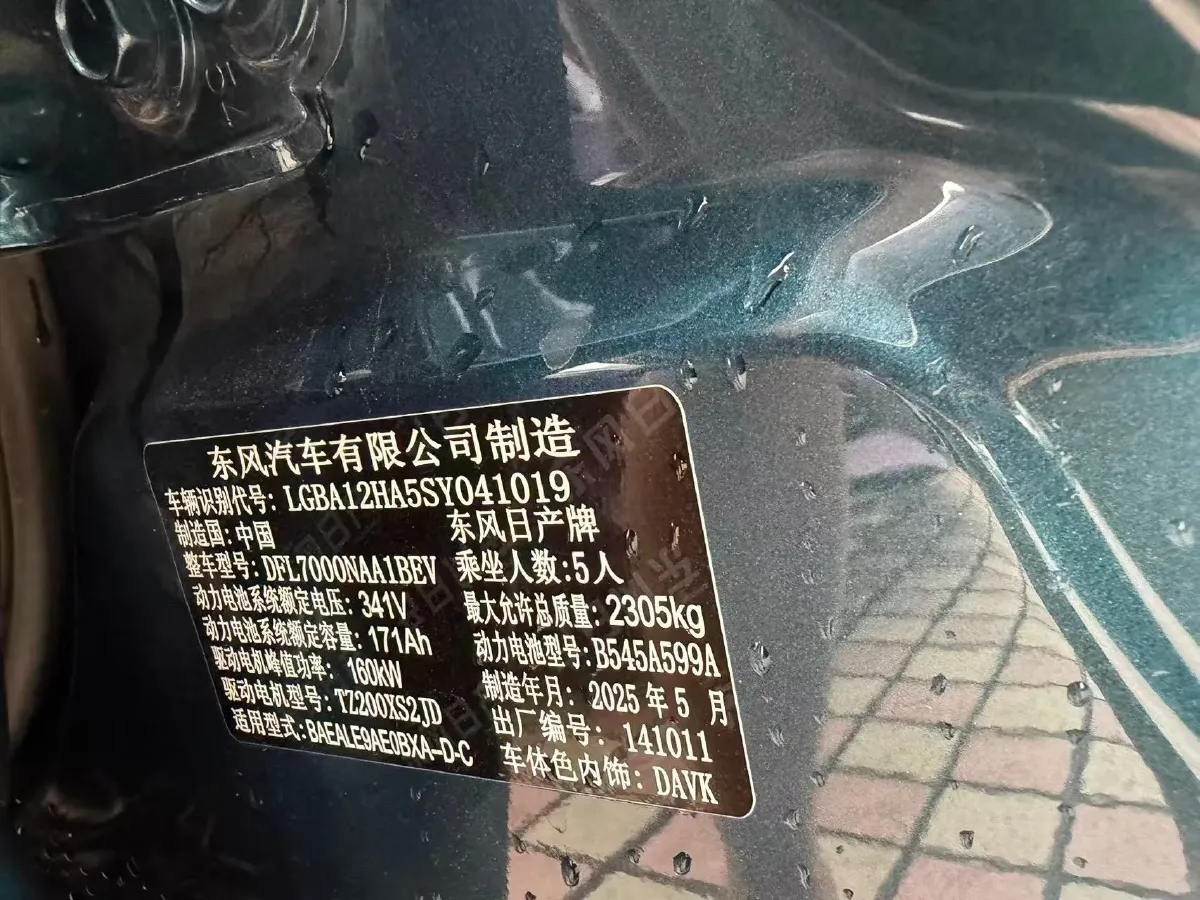 东风汽车有限公司制造
车辆识别代号: LGBA12HA5SY041019
制造国: 中国 东风日产牌
整车型号: DFL7000NAA1BEV 乘坐人数: 5人
动力电池系统额定电压: 341V 最大允许总质量: 2305kg
动力电池系统额定容量: 171Ah 动力电池型号: B545A599A
驱动电机峰值功率: 160kW 制造年月: 2025年5月
驱动电机型号: TZ200XS2JD 出厂编号: 141011
适用型式: BAEALE9AE0BXA-D-C 车体色内饰: DAVK